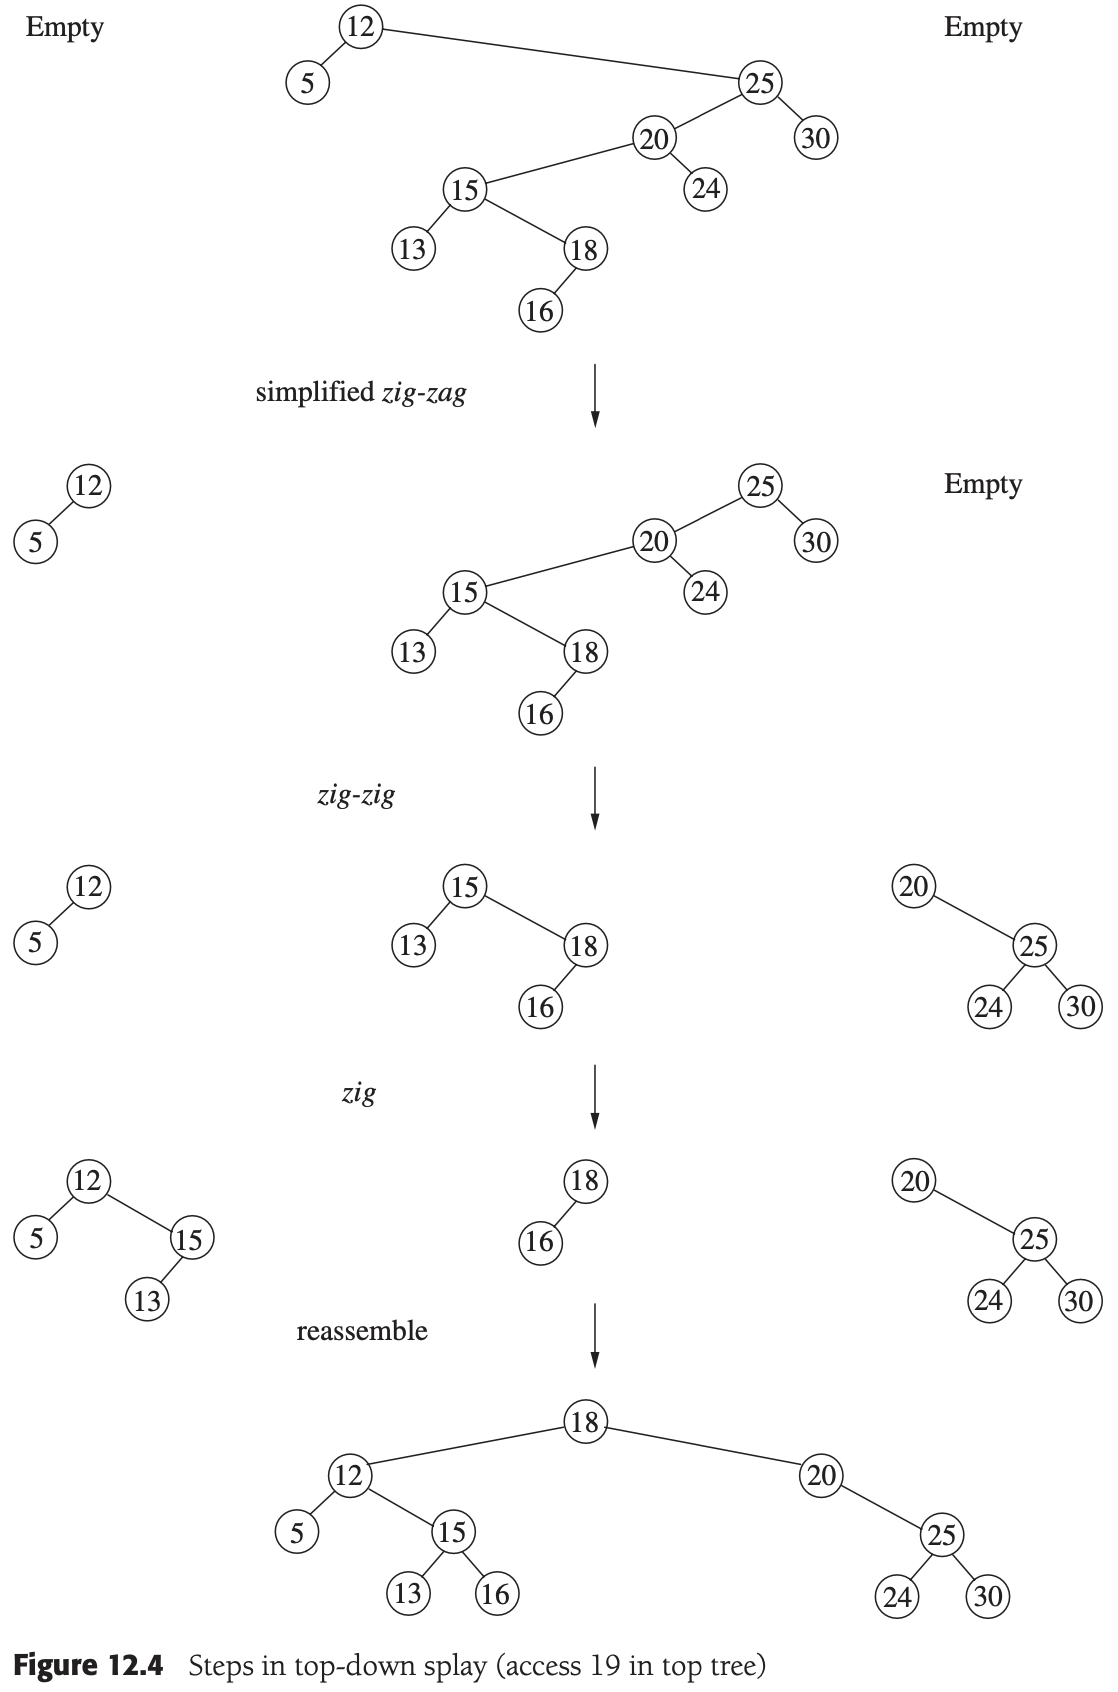 Empty 12 Empty
5 25
20 30
15 24
13 18
16
simplified zig-zag
12 25 Empty
5 20 30
15 24
13 18
16
zig-zig
12 15 20
5 13 18 25
16 24 30
zig
12 18 20
5 15 16 25
13 24 30
reassemble
18
12 20
5 15 25
13 16 24 30
Figure 12.4 Steps in top-down splay (access 19 in top tree)